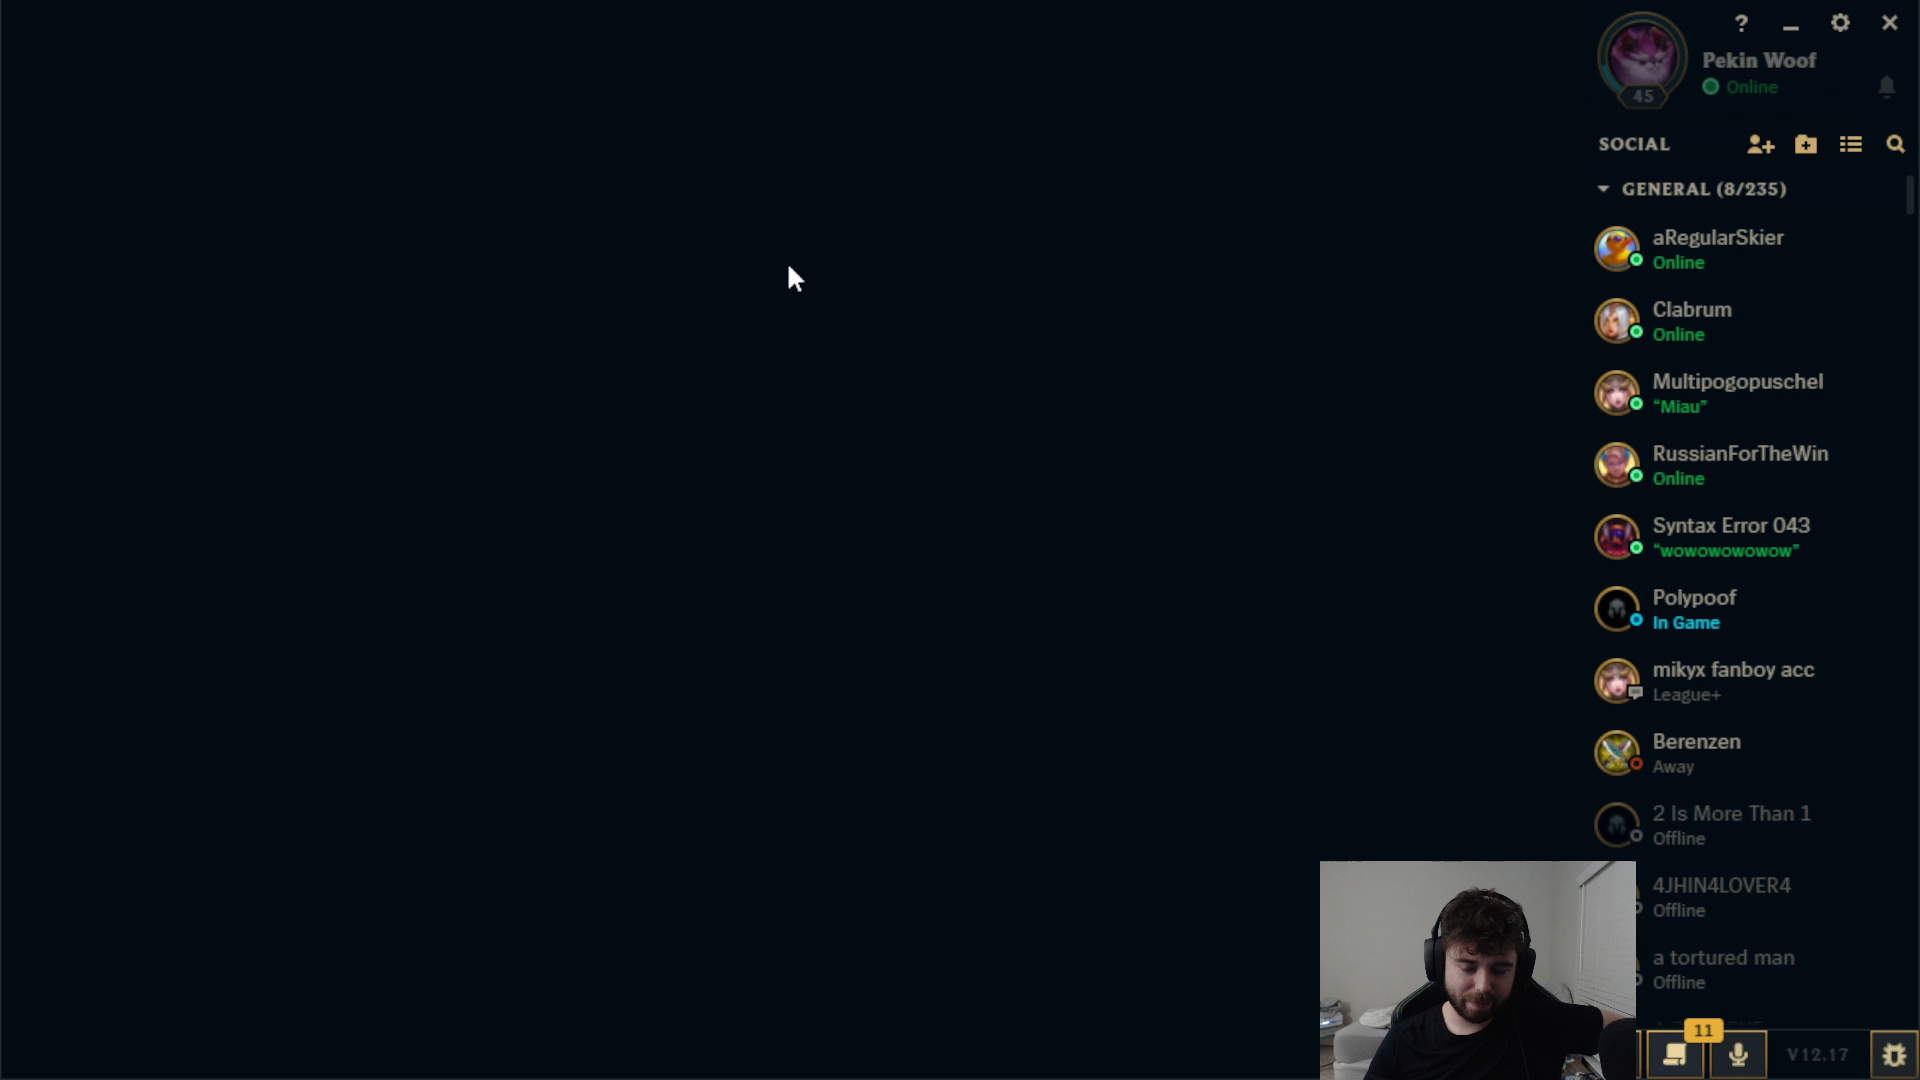 ?
Pekin Woof
45
Online
SOCIAL
GENERAL (8/235)
aRegularSkier
Online
Clabrum
Online
Multipogopuschel
“Miau”
RussianForTheWin
Online
Syntax Error 043
“wowowowowow”
Polypoof
In Game
mikyx fanboy acc
League+
Berenzen
Away
2 Is More Than 1
Offline
4JHIN4LOVER4
Offline
a tortured man
Offline
11
V12.17